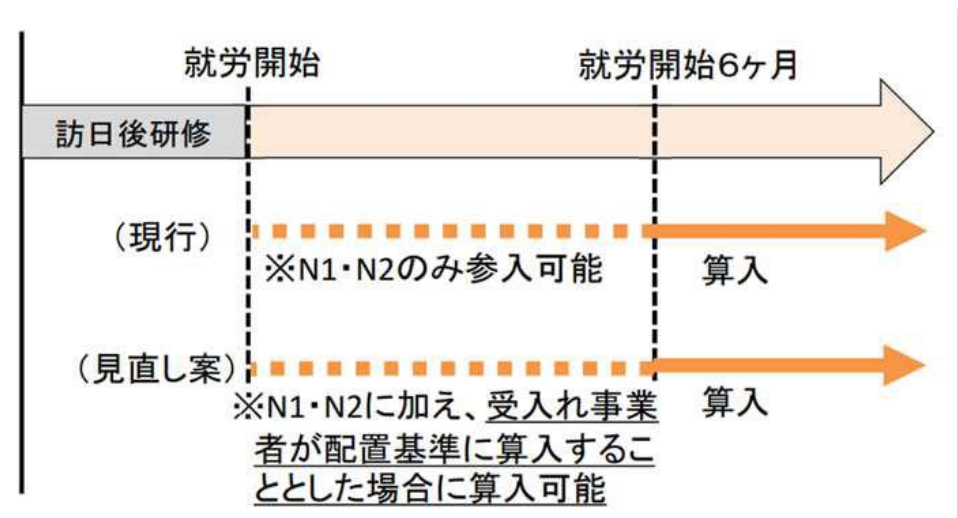 就労開始
就労開始6ヶ月
訪日後研修
（現行）
※N1・N2のみ参入可能
算入
（見直し案）
※N1・N2に加え、受入れ事業
者が配置基準に算入するこ
ととした場合に算入可能
算入